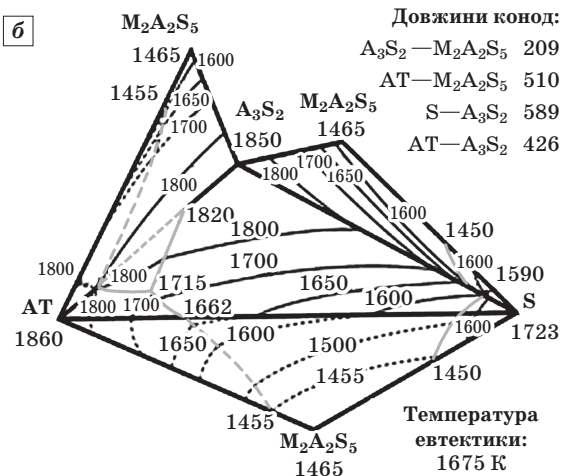 б
M₂A₂S₅
1465
1600
1455
1650
1700
A₃S₂
1850
M₂A₂S₅
1465
Довжини конод:
A₃S₂—M₂A₂S₅ 209
AT—M₂A₂S₅ 510
S—A₃S₂ 589
AT—A₃S₂ 426
1700
1650
1800
1800
1600
1820
1800
1450
1800
1800
1700
1600
1715
1650
1590
AT
1800
1700
1662
1600
S
1860
1650
1600
1500
1600
1723
1455
1450
1455
M₂A₂S₅
1465
Температура
евтектики:
1675 К